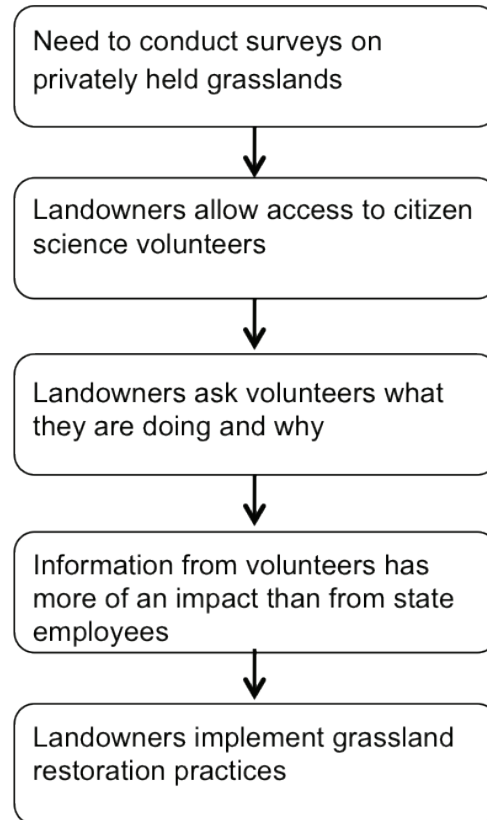 Need to conduct surveys on
privately held grasslands
Landowners allow access to citizen
science volunteers
Landowners ask volunteers what
they are doing and why
Information from volunteers has
more of an impact than from state
employees
Landowners implement grassland
restoration practices